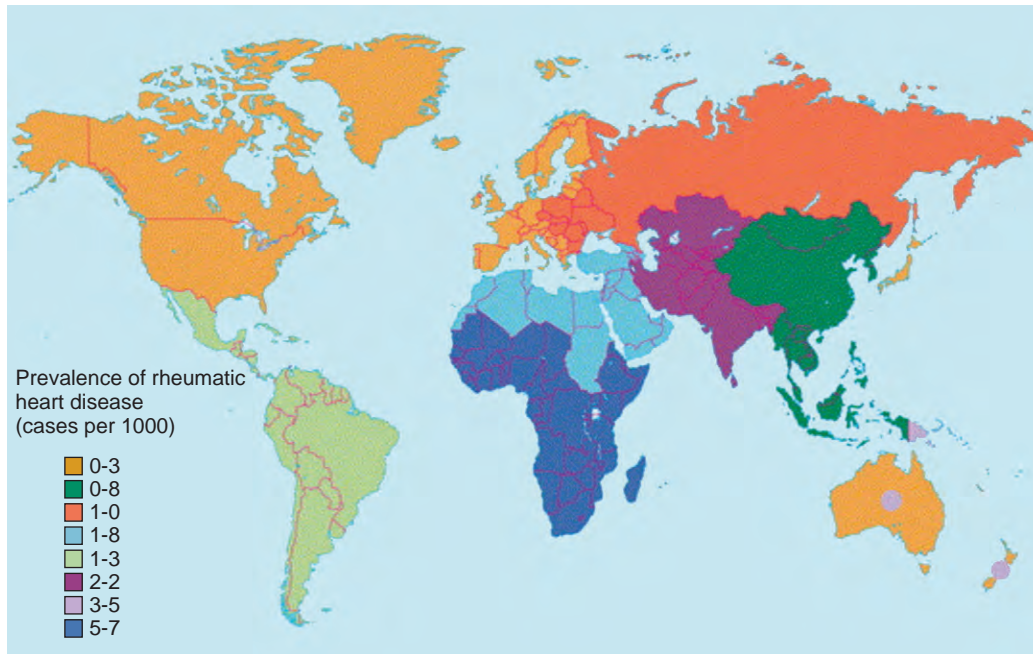 Prevalence of rheumatic
heart disease
(cases per 1000)
0-3
0-8
1-0
1-8
1-3
2-2
3-5
5-7